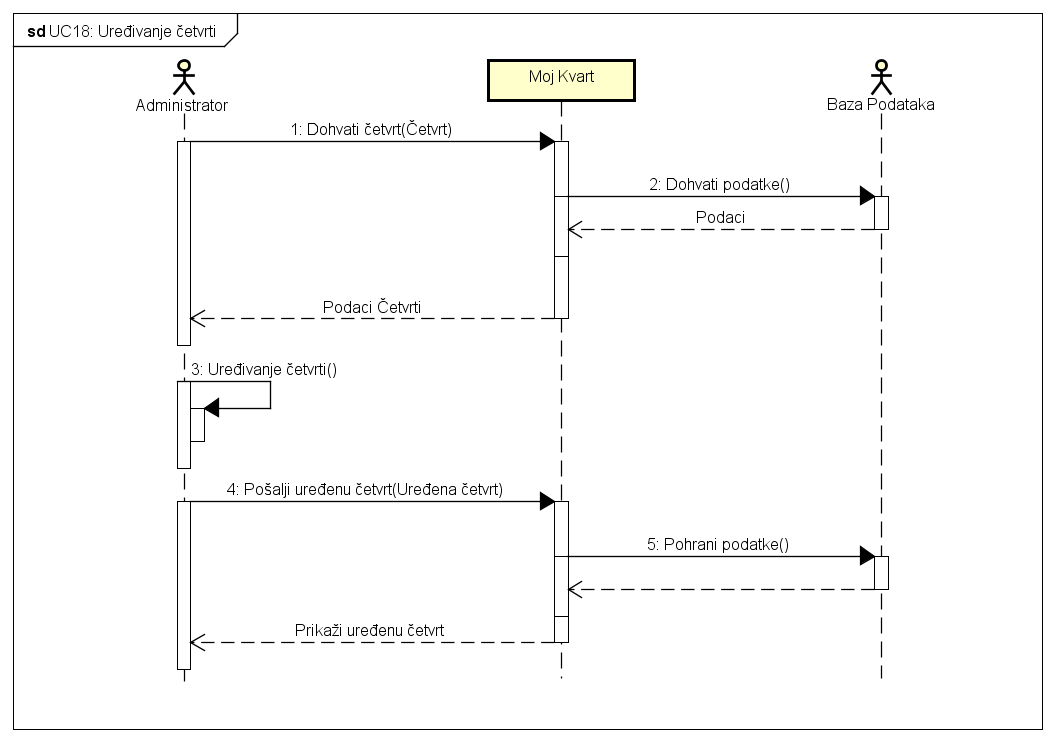 sd UC18: Uređivanje četvrti
Administrator
Moj Kvart
Baza Podataka
1: Dohvati četvrt(Četvrt)
2: Dohvati podatke()
Podaci
Podaci Četvrti
3: Uređivanje četvrti()
4: Pošalji uređenu četvrt(Uređena četvrt)
5: Pohrani podatke()
Prikaži uređenu četvrt